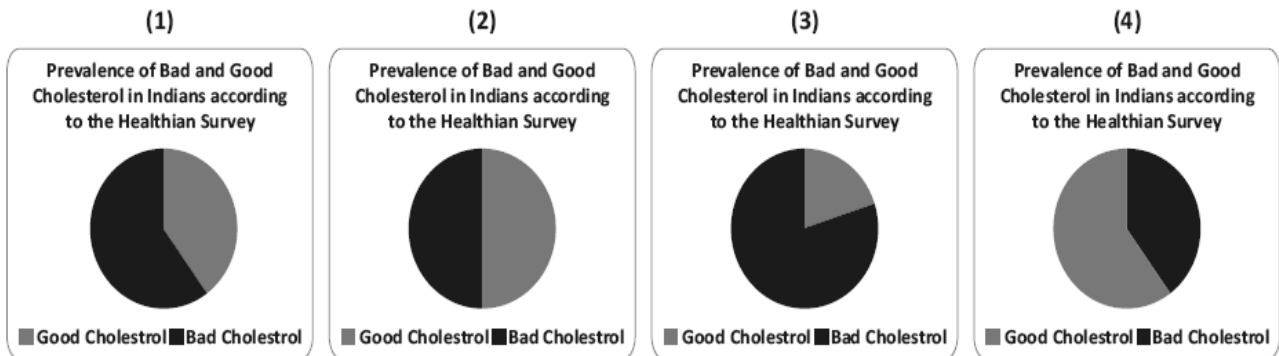 (1)
Prevalence of Bad and Good
Cholesterol in Indians according
to the Healthian Survey
Good Cholestrol Bad Cholestrol
(2)
Prevalence of Bad and Good
Cholesterol in Indians according
to the Healthian Survey
Good Cholestrol Bad Cholestrol
(3)
Prevalence of Bad and Good
Cholesterol in Indians according
to the Healthian Survey
Good Cholestrol Bad Cholestrol
(4)
Prevalence of Bad and Good
Cholesterol in Indians according
to the Healthian Survey
Good Cholestrol Bad Cholestrol